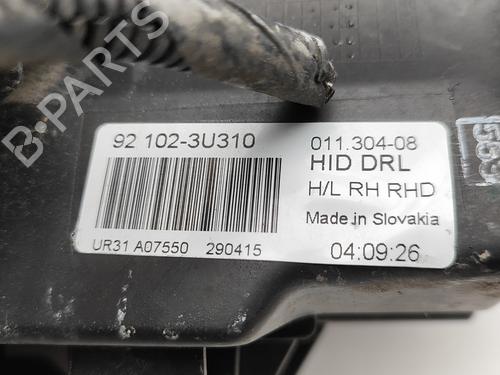 92 102-3U310
011.304-08
HID DRL
H/L RH RHD
Made in Slovakia
UR31 A07550 290415
04:09:26
B-PARTS